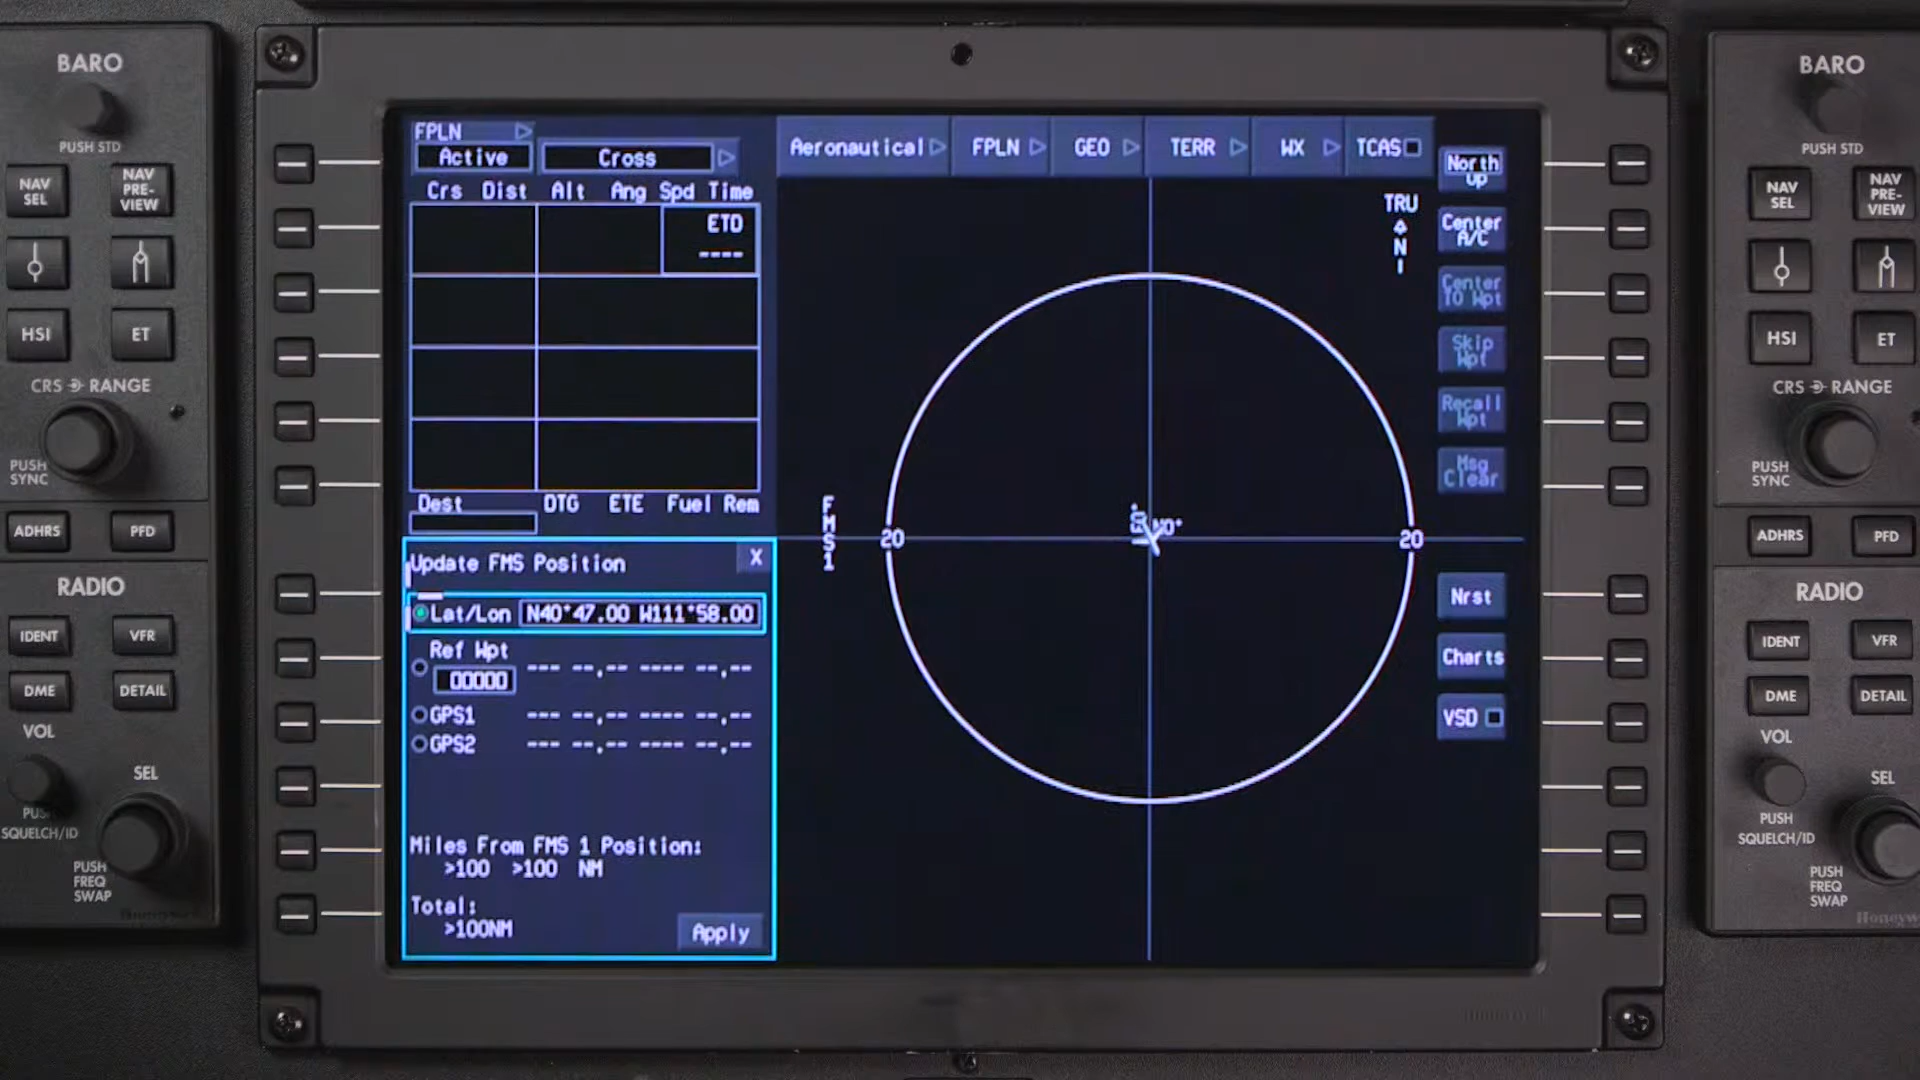 BARO
PUSH STD
NAV SEL
NAV PRE-VIEW
HSI
ET
CRS RANGE
PUSH SYNC
ADHRS
PFD
RADIO
IDENT
VFR
DME
DETAIL
VOL
SEL
PUSH
SQUELCH/ID
PUSH FREQ SWAP
FPLN
Active
Cross
Crs Dist Alt Ang Spd Time
ETD
----
Dest DTG ETE Fuel Rem
Update FMS Position X
Lat/Lon N40°47.00 W111°58.00
Ref Wpt
00000 --- --,-- ---- --,--
GPS1 --- --,-- ---- --,--
GPS2 --- --,-- ---- --,--
Miles From FMS 1 Position:
>100 >100 NM
Total:
>100NM
Apply
Aeronautical FPLN GEO TERR WX TCAS
TRU
N
FMS1
20
20
North Up
Center A/C
Center TO Wpt
Skip Wpt
Recall Wpt
Msg Clear
Nrst
Charts
VSD
BARO
PUSH STD
NAV SEL
NAV PRE-VIEW
HSI
ET
CRS RANGE
PUSH SYNC
ADHRS
PFD
RADIO
IDENT
VFR
DME
DETAIL
VOL
SEL
PUSH
SQUELCH/ID
PUSH FREQ SWAP